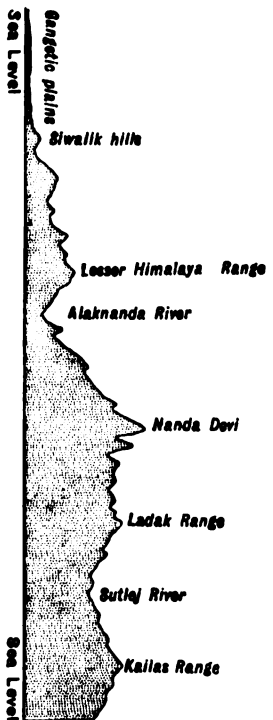 Sea Level
Gangetic plains
Siwalik hills
Lesser Himalaya Range
Alaknanda River
Nanda Devi
Ladak Range
Sutlej River
Kailas Range
Sea Level